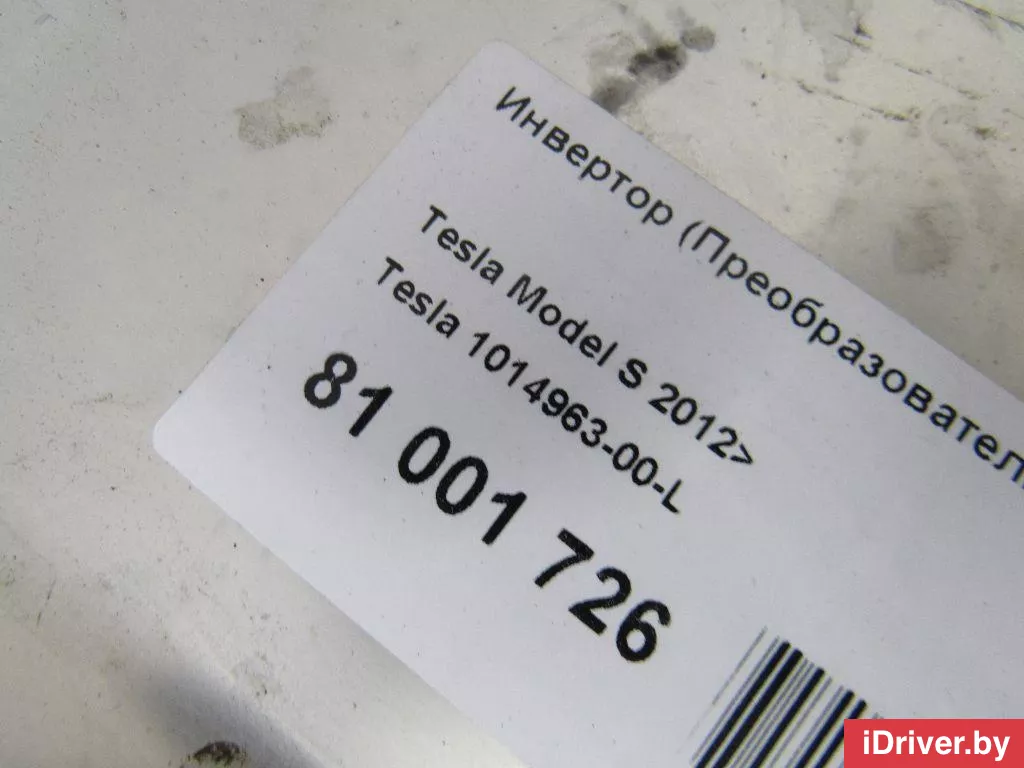 Инвертор (Преобразовател
Tesla Model S 2012>
Tesla 1014963-00-L
81 001 726
iDriver.by